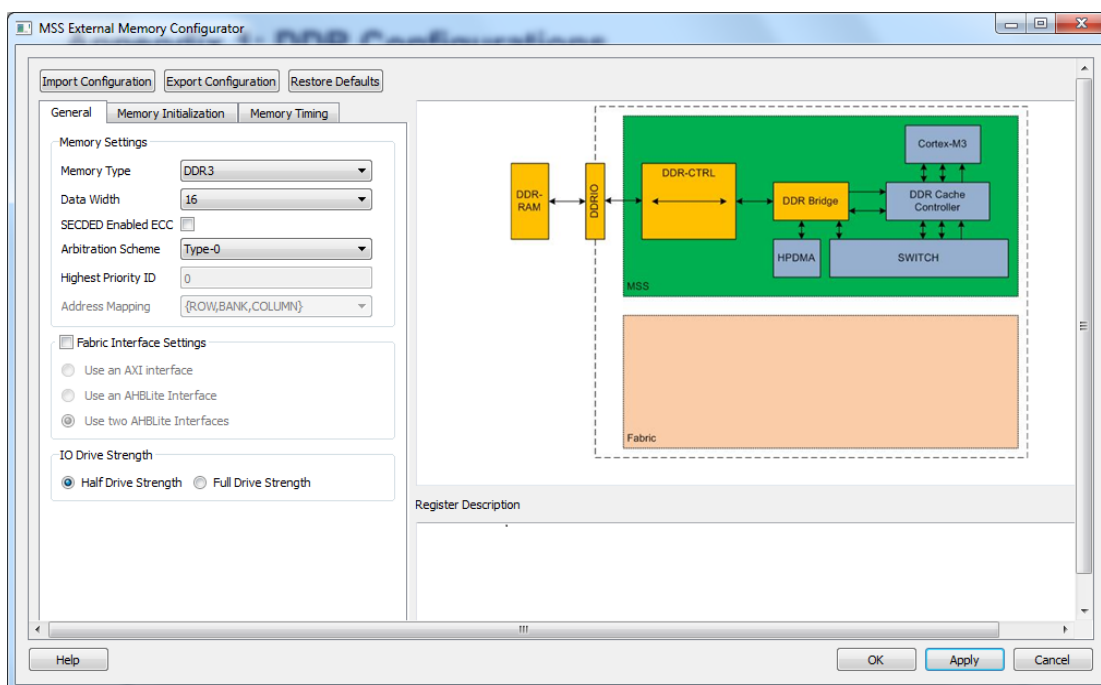 MSS External Memory Configurator
Appendix 1: DDR Configurations
Import Configuration Export Configuration Restore Defaults
General Memory Initialization Memory Timing
Memory Settings
Memory Type DDR3
Data Width 16
SECDED Enabled ECC
Arbitration Scheme Type-0
Highest Priority ID 0
Address Mapping {ROW,BANK,COLUMN}
Fabric Interface Settings
Use an AXI interface
Use an AHBLite Interface
Use two AHBLite Interfaces
IO Drive Strength
Half Drive Strength Full Drive Strength
DDR-
RAM
DDRIO
DDR-CTRL
DDR Bridge
Cortex-M3
DDR Cache
Controller
HPDMA
SWITCH
MSS
Fabric
Register Description
Help OK Apply Cancel